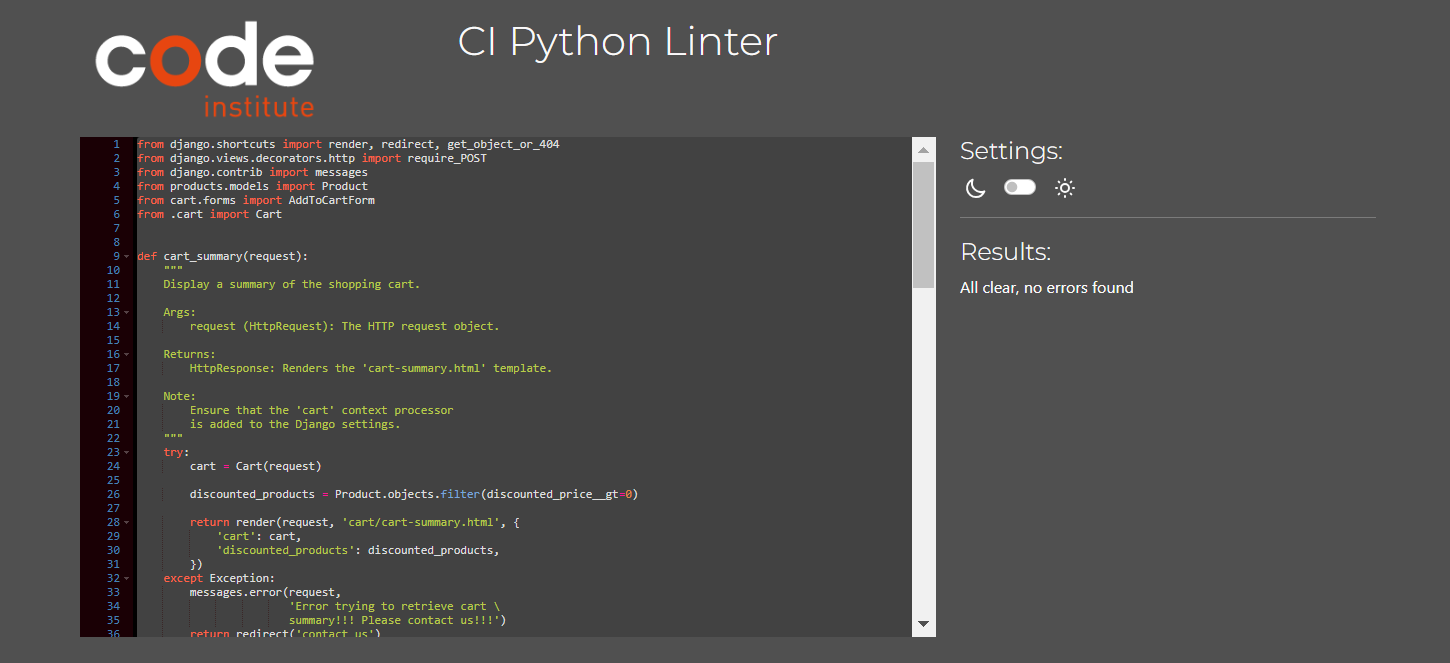 code
institute
CI Python Linter
1 from django.shortcuts import render, redirect, get_object_or_404
2 from django.views.decorators.http import require_POST
3 from django.contrib import messages
4 from products.models import Product
5 from cart.forms import AddToCartForm
6 from .cart import Cart
7
8
9 def cart_summary(request):
10     """
11     Display a summary of the shopping cart.
12
13     Args:
14         request (HttpRequest): The HTTP request object.
15
16     Returns:
17         HttpResponse: Renders the 'cart-summary.html' template.
18
19     Note:
20         Ensure that the 'cart' context processor
21         is added to the Django settings.
22     """
23     try:
24         cart = Cart(request)
25
26         discounted_products = Product.objects.filter(discounted_price__gt=0)
27
28         return render(request, 'cart/cart-summary.html', {
29             'cart': cart,
30             'discounted_products': discounted_products,
31         })
32     except Exception:
33         messages.error(request,
34                        'Error trying to retrieve cart \
35                        summary!!! Please contact us!!!')
36         return redirect('contact_us')
Settings:
Results:
All clear, no errors found